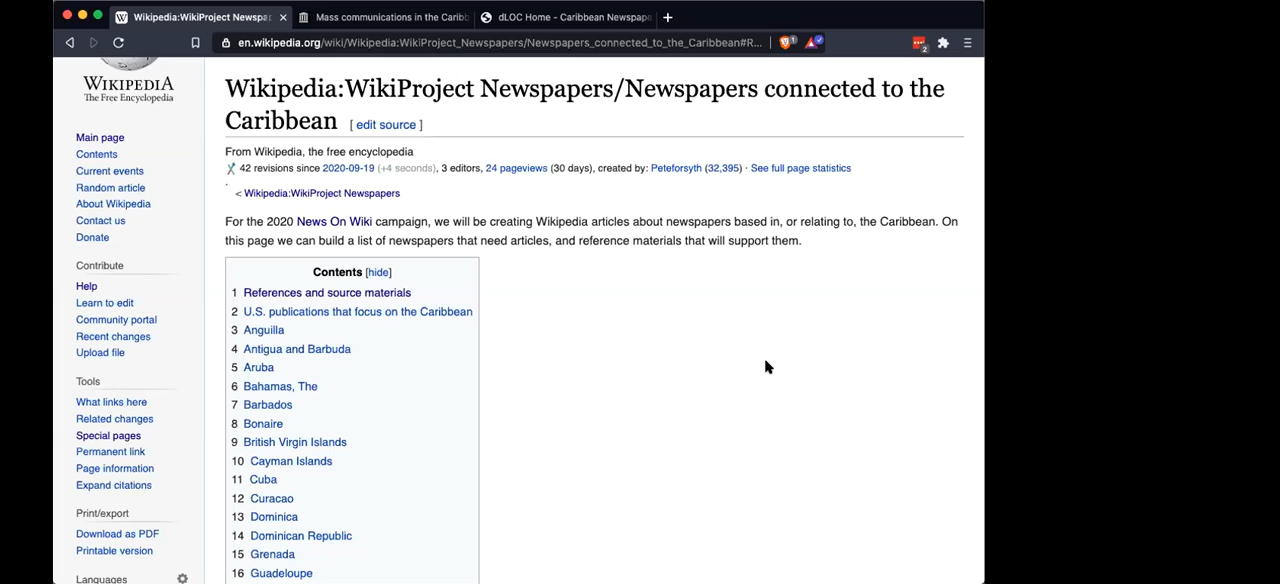 Wikipedia:WikiProject Newspa
Mass communications in the Caribb
dLOC Home - Caribbean Newspape
en.wikipedia.org/wiki/Wikipedia:WikiProject_Newspapers/Newspapers_connected_to_the_Caribbean#R...
1
2
WIKIPEDIA
The Free Encyclopedia
Main page
Contents
Current events
Random article
About Wikipedia
Contact us
Donate
Contribute
Help
Learn to edit
Community portal
Recent changes
Upload file
Tools
What links here
Related changes
Special pages
Permanent link
Page information
Expand citations
Print/export
Download as PDF
Printable version
Languages
Wikipedia:WikiProject Newspapers/Newspapers connected to the
Caribbean [ edit source ]
From Wikipedia, the free encyclopedia
42 revisions since 2020-09-19 (+4 seconds), 3 editors, 24 pageviews (30 days), created by: Peteforsyth (32,395) · See full page statistics
< Wikipedia:WikiProject Newspapers
For the 2020 News On Wiki campaign, we will be creating Wikipedia articles about newspapers based in, or relating to, the Caribbean. On
this page we can build a list of newspapers that need articles, and reference materials that will support them.
Contents [hide]
1 References and source materials
2 U.S. publications that focus on the Caribbean
3 Anguilla
4 Antigua and Barbuda
5 Aruba
6 Bahamas, The
7 Barbados
8 Bonaire
9 British Virgin Islands
10 Cayman Islands
11 Cuba
12 Curacao
13 Dominica
14 Dominican Republic
15 Grenada
16 Guadeloupe